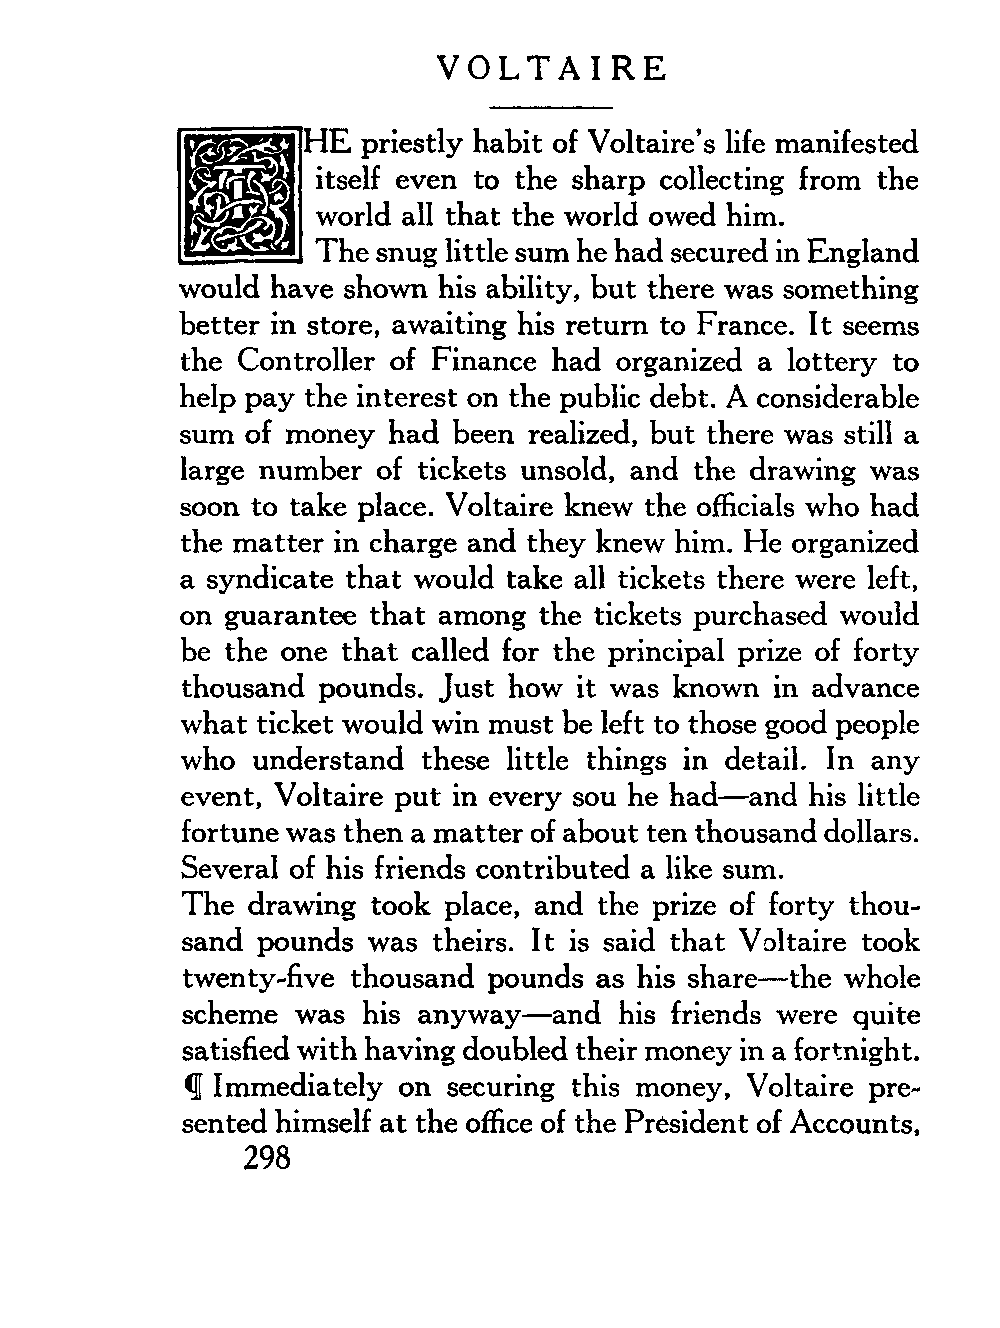 VOLTAIRE
THE priestly habit of Voltaire's life manifested
itself even to the sharp collecting from the
world all that the world owed him.
The snug little sum he had secured in England
would have shown his ability, but there was something
better in store, awaiting his return to France. It seems
the Controller of Finance had organized a lottery to
help pay the interest on the public debt. A considerable
sum of money had been realized, but there was still a
large number of tickets unsold, and the drawing was
soon to take place. Voltaire knew the officials who had
the matter in charge and they knew him. He organized
a syndicate that would take all tickets there were left,
on guarantee that among the tickets purchased would
be the one that called for the principal prize of forty
thousand pounds. Just how it was known in advance
what ticket would win must be left to those good people
who understand these little things in detail. In any
event, Voltaire put in every sou he had—and his little
fortune was then a matter of about ten thousand dollars.
Several of his friends contributed a like sum.
The drawing took place, and the prize of forty thou-
sand pounds was theirs. It is said that Voltaire took
twenty-five thousand pounds as his share—the whole
scheme was his anyway—and his friends were quite
satisfied with having doubled their money in a fortnight.
¶ Immediately on securing this money, Voltaire pre-
sented himself at the office of the President of Accounts,
298